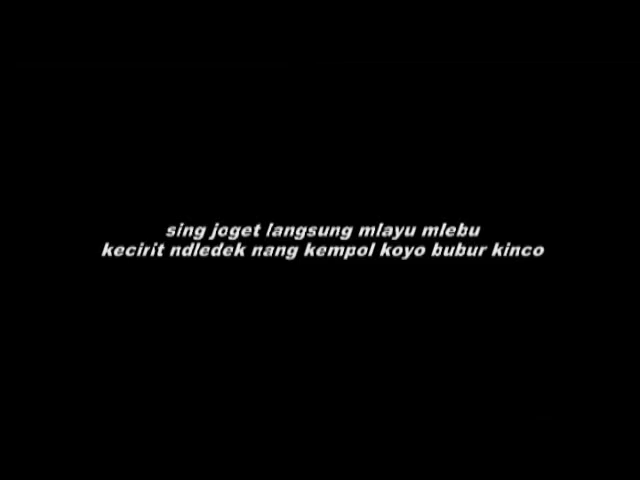 sing joget langsung mlayu mlebu
kecirit ndledek nang kempol koyo bubur kinco